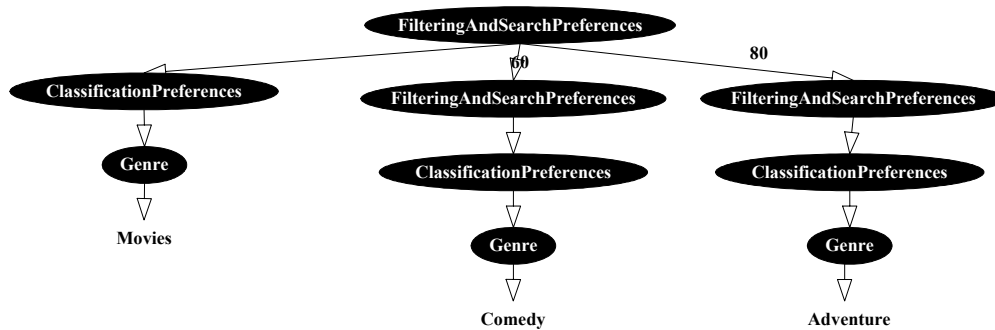 FilteringAndSearchPreferences
60
80
ClassificationPreferences
FilteringAndSearchPreferences
FilteringAndSearchPreferences
Genre
ClassificationPreferences
ClassificationPreferences
Movies
Genre
Genre
Comedy
Adventure